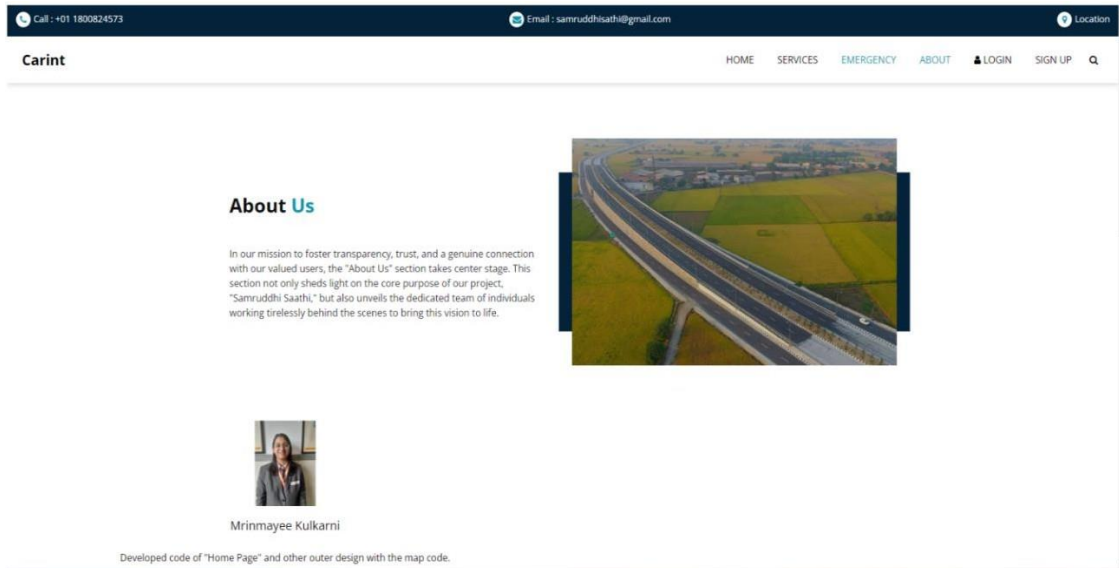 Call : +01 1800824573
Email : samruddhisathi@gmail.com
Location
Carint
HOME SERVICES EMERGENCY ABOUT LOGIN SIGN UP
About Us
In our mission to foster transparency, trust, and a genuine connection
with our valued users, the "About Us" section takes center stage. This
section not only sheds light on the core purpose of our project,
"Samruddhi Saathi," but also unveils the dedicated team of individuals
working tirelessly behind the scenes to bring this vision to life.
Mrinmayee Kulkarni
Developed code of "Home Page" and other outer design with the map code.